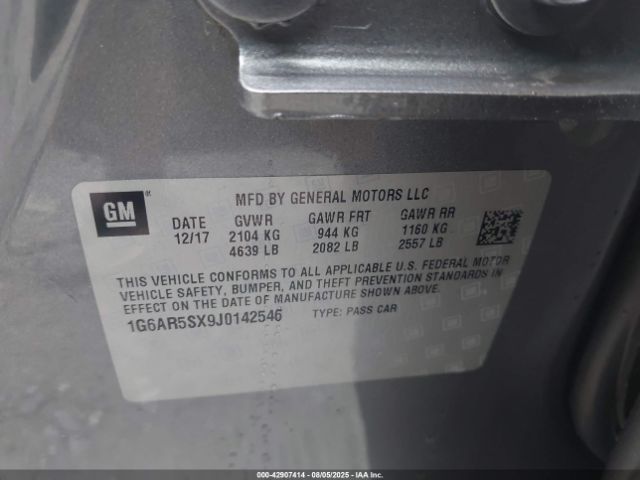 GM
MFD BY GENERAL MOTORS LLC
DATE GVWR GAWR FRT GAWR RR
12/17 2104 KG 944 KG 1160 KG
4639 LB 2082 LB 2557 LB
THIS VEHICLE CONFORMS TO ALL APPLICABLE U.S. FEDERAL MOTOR
VEHICLE SAFETY, BUMPER, AND THEFT PREVENTION STANDARDS IN
EFFECT ON THE DATE OF MANUFACTURE SHOWN ABOVE.
1G6AR5SX9J0142546 TYPE: PASS CAR
000-42907414 - 08/05/2025 - COPYRIGHT © IAA, LLC.